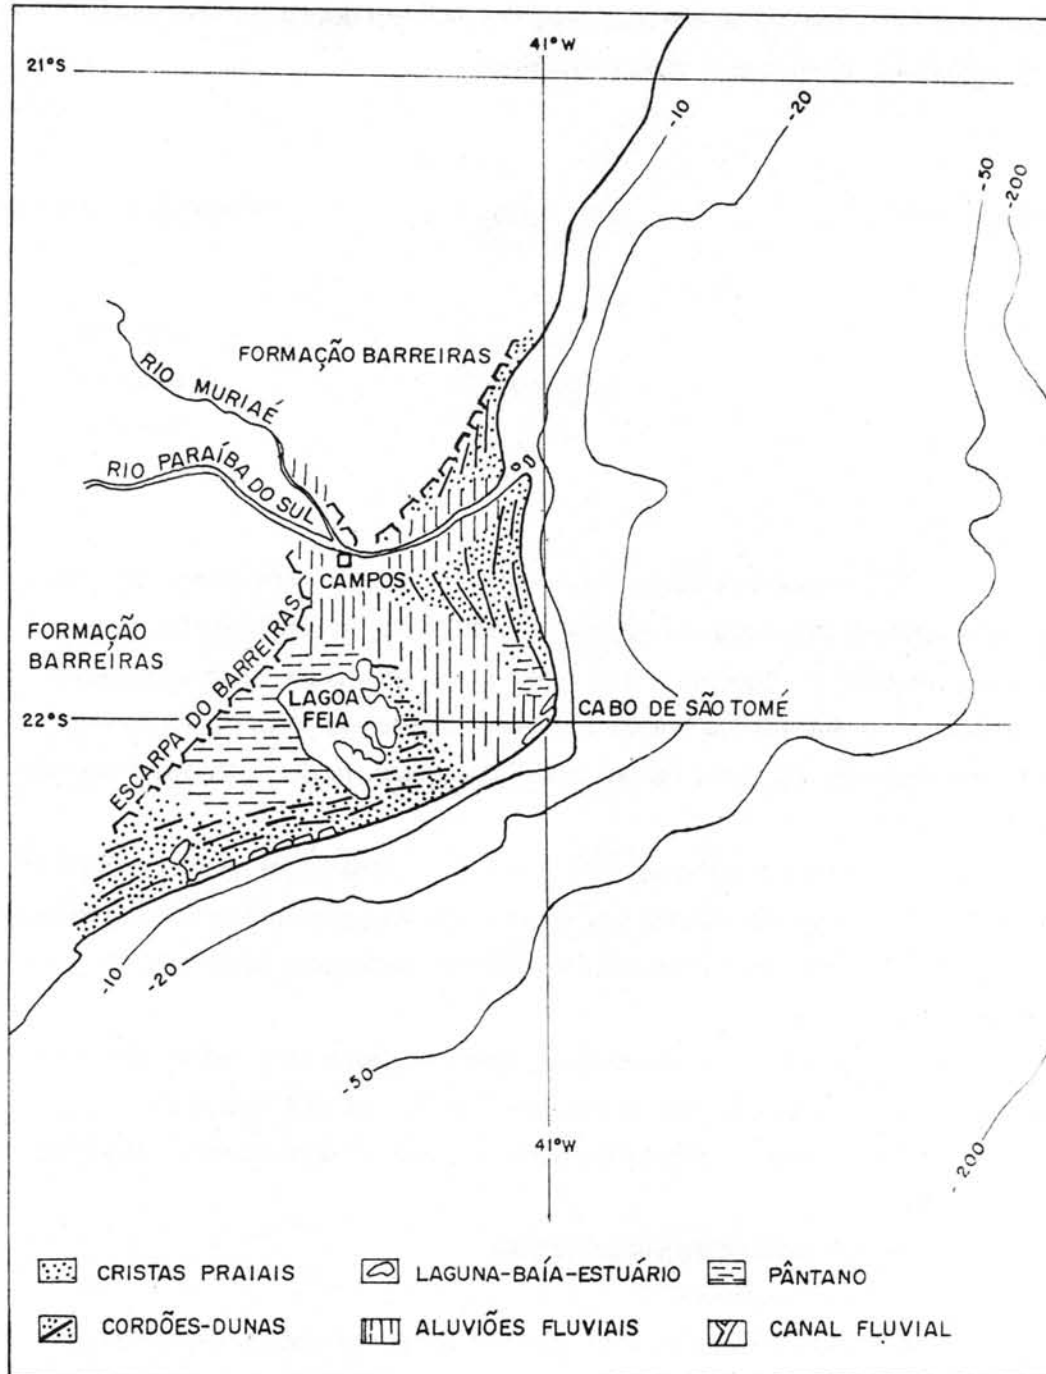 41°W
21°S
-10
-20
-50
-200
FORMAÇÃO BARREIRAS
RIO MURIAÉ
RIO PARAÍBA DO SUL
CAMPOS
FORMAÇÃO
BARREIRAS
ESCARPA DO BARREIRAS
LAGOA
FEIA
22°S
CABO DE SÃO TOMÉ
-10
-20
-50
41°W
-200
CRISTAS PRAIAIS
LAGUNA-BAÍA-ESTUÁRIO
PÂNTANO
CORDÕES-DUNAS
ALUVIÕES FLUVIAIS
CANAL FLUVIAL